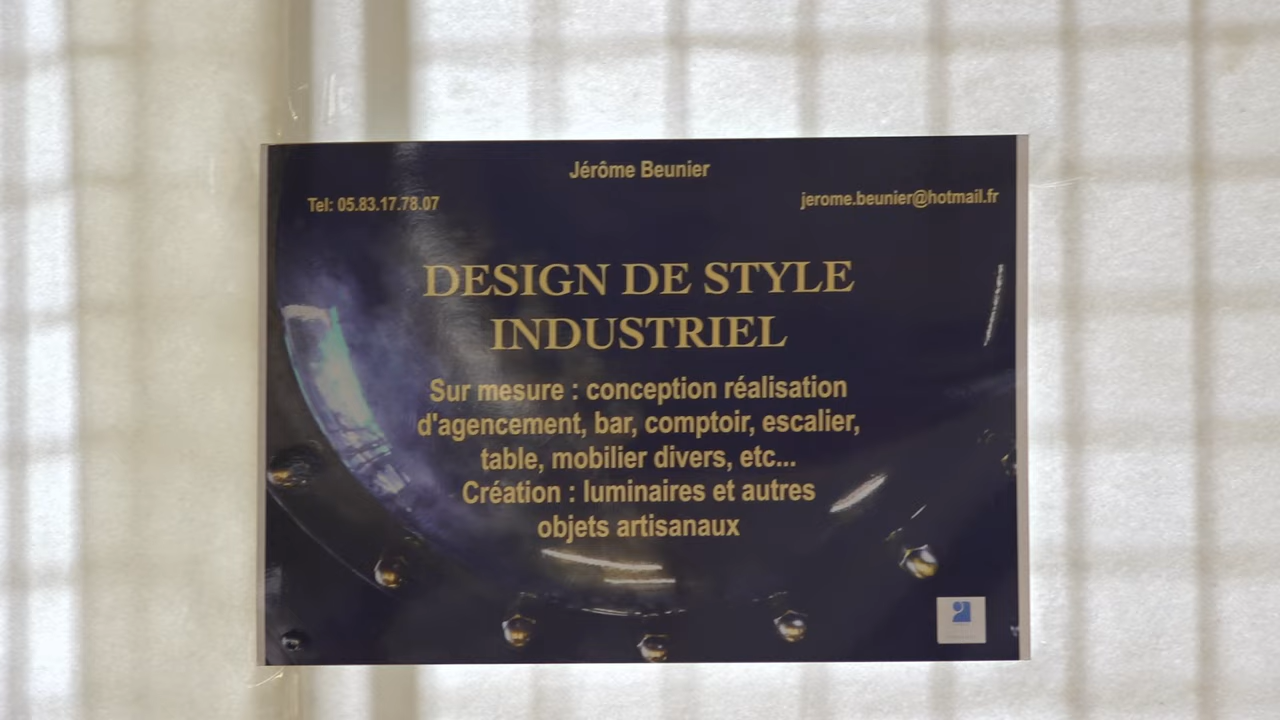 Jérôme Beunier
Tel: 05.83.17.78.07
jerome.beunier@hotmail.fr
DESIGN DE STYLE
INDUSTRIEL
Sur mesure : conception réalisation
d'agencement, bar, comptoir, escalier,
table, mobilier divers, etc...
Création : luminaires et autres
objets artisanaux